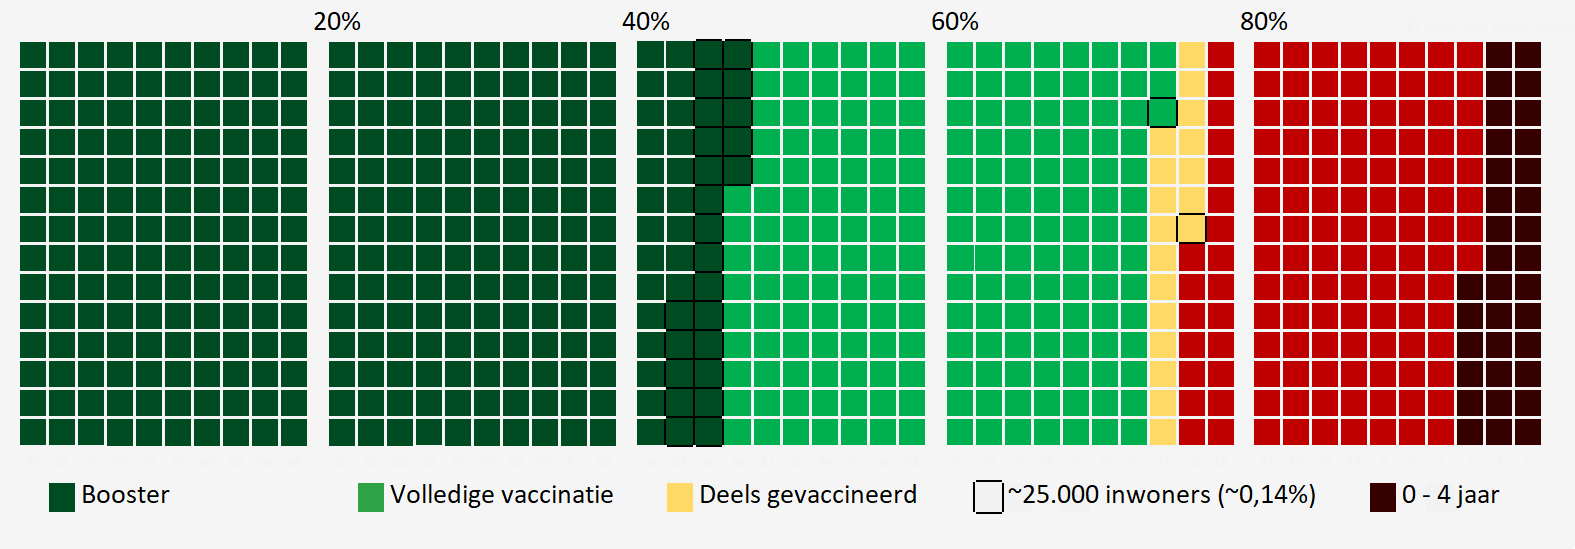 20% 40% 60% 80%
Booster Volledige vaccinatie Deels gevaccineerd ~25.000 inwoners (~0,14%) 0 - 4 jaar